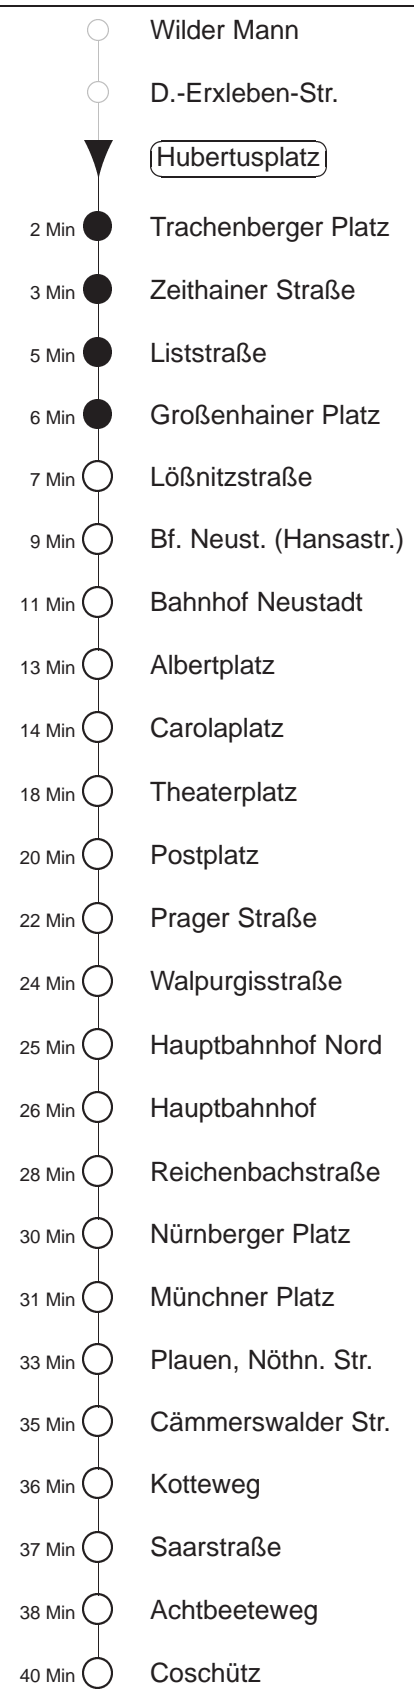 Wilder Mann
D.-Erxleben-Str.
Hubertusplatz
2 Min Trachenberger Platz
3 Min Zeithainer Straße
5 Min Liststraße
6 Min Großenhainer Platz
7 Min Lößnitzstraße
9 Min Bf. Neust. (Hansastr.)
11 Min Bahnhof Neustadt
13 Min Albertplatz
14 Min Carolaplatz
18 Min Theaterplatz
20 Min Postplatz
22 Min Prager Straße
24 Min Walpurgisstraße
25 Min Hauptbahnhof Nord
26 Min Hauptbahnhof
28 Min Reichenbachstraße
30 Min Nürnberger Platz
31 Min Münchner Platz
33 Min Plauen, Nöthn. Str.
35 Min Cämmerswalder Str.
36 Min Kotteweg
37 Min Saarstraße
38 Min Achtbeeteweg
40 Min Coschütz